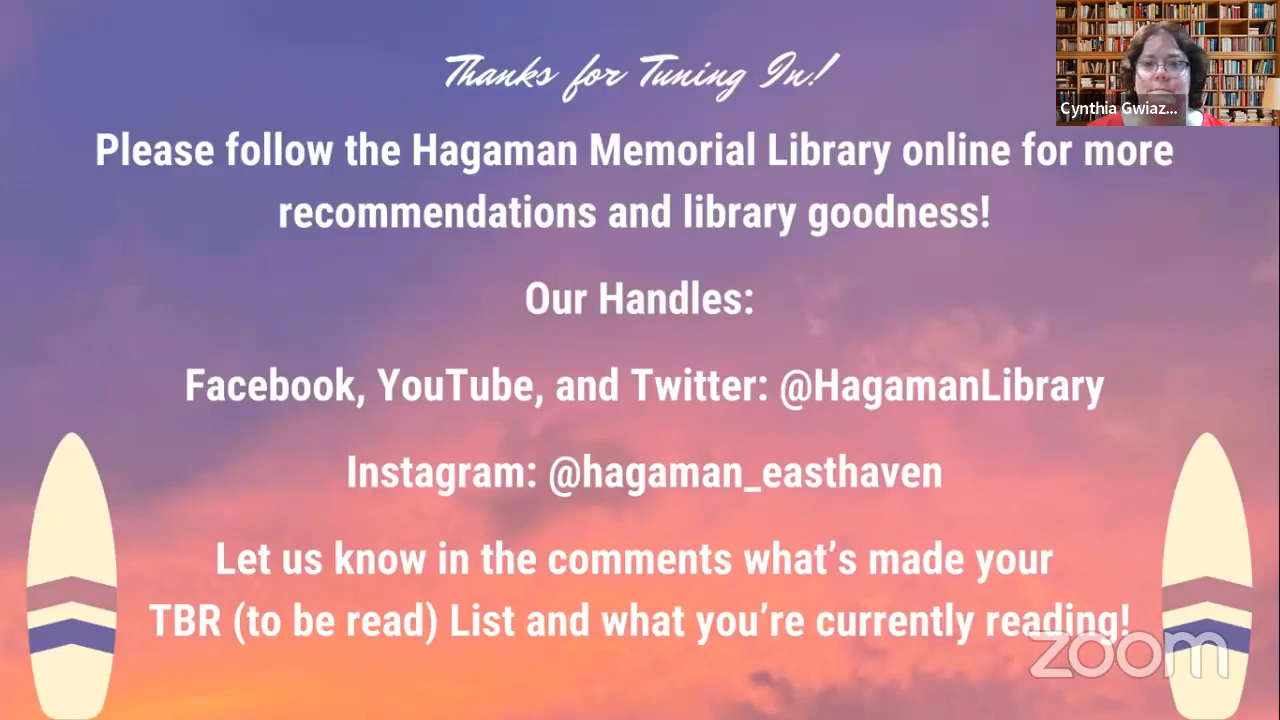 Thanks for Tuning In!
Cynthia Gwiaz...
Please follow the Hagaman Memorial Library online for more
recommendations and library goodness!
Our Handles:
Facebook, YouTube, and Twitter: @HagamanLibrary
Instagram: @hagaman_easthaven
Let us know in the comments what’s made your
TBR (to be read) List and what you’re currently reading!
zoom